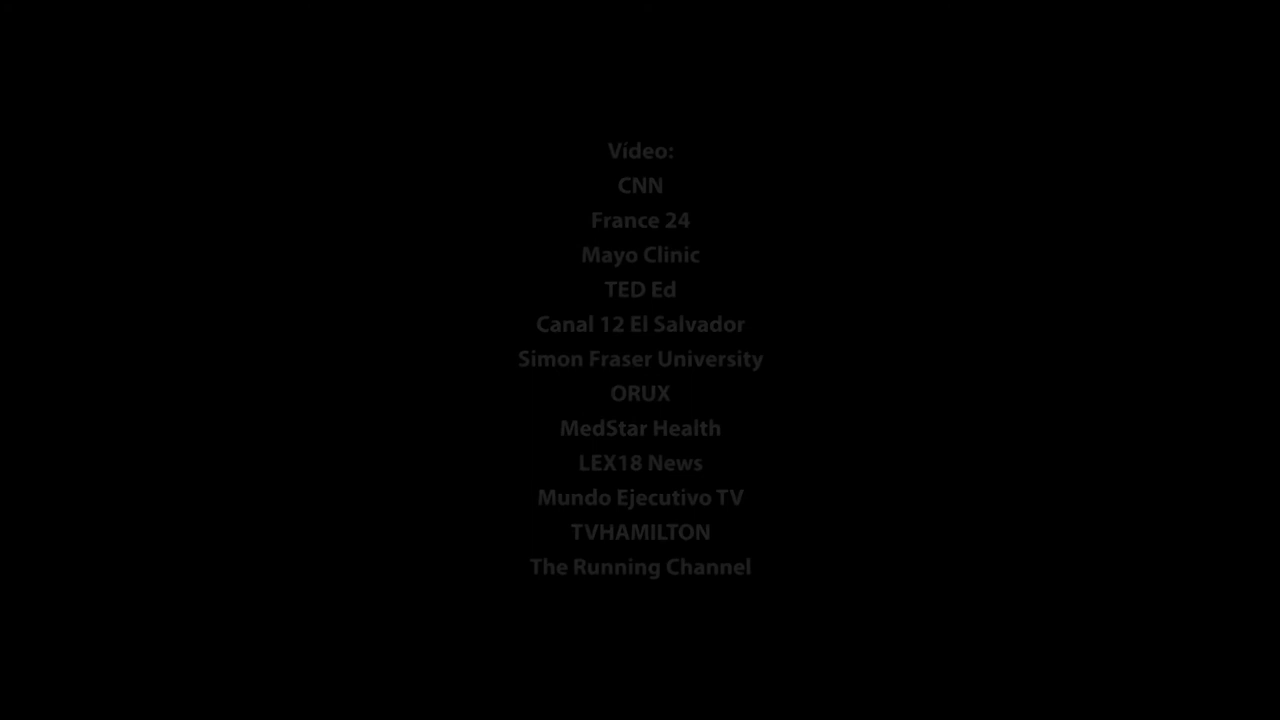 Vídeo:
CNN
France 24
Mayo Clinic
TED Ed
Canal 12 El Salvador
Simon Fraser University
ORUX
MedStar Health
LEX18 News
Mundo Ejecutivo TV
TVHAMILTON
The Running Channel